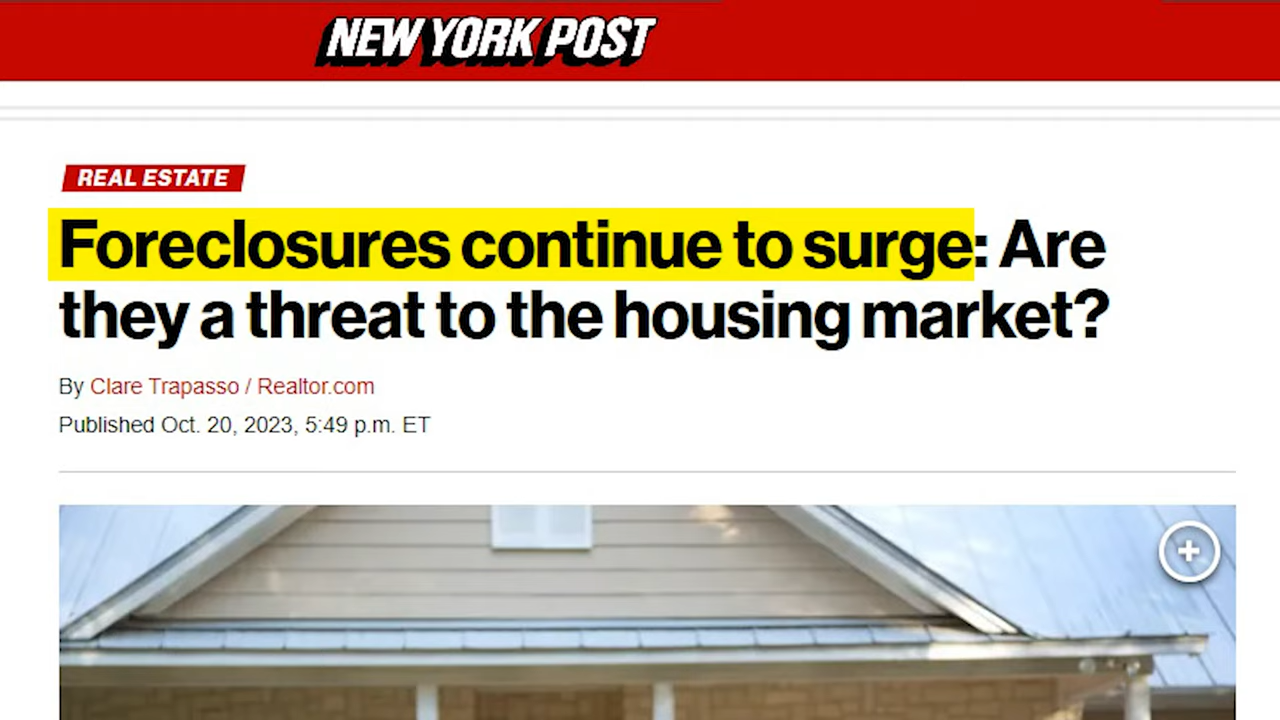 NEW YORK POST
REAL ESTATE
Foreclosures continue to surge: Are
they a threat to the housing market?
By Clare Trapasso / Realtor.com
Published Oct. 20, 2023, 5:49 p.m. ET